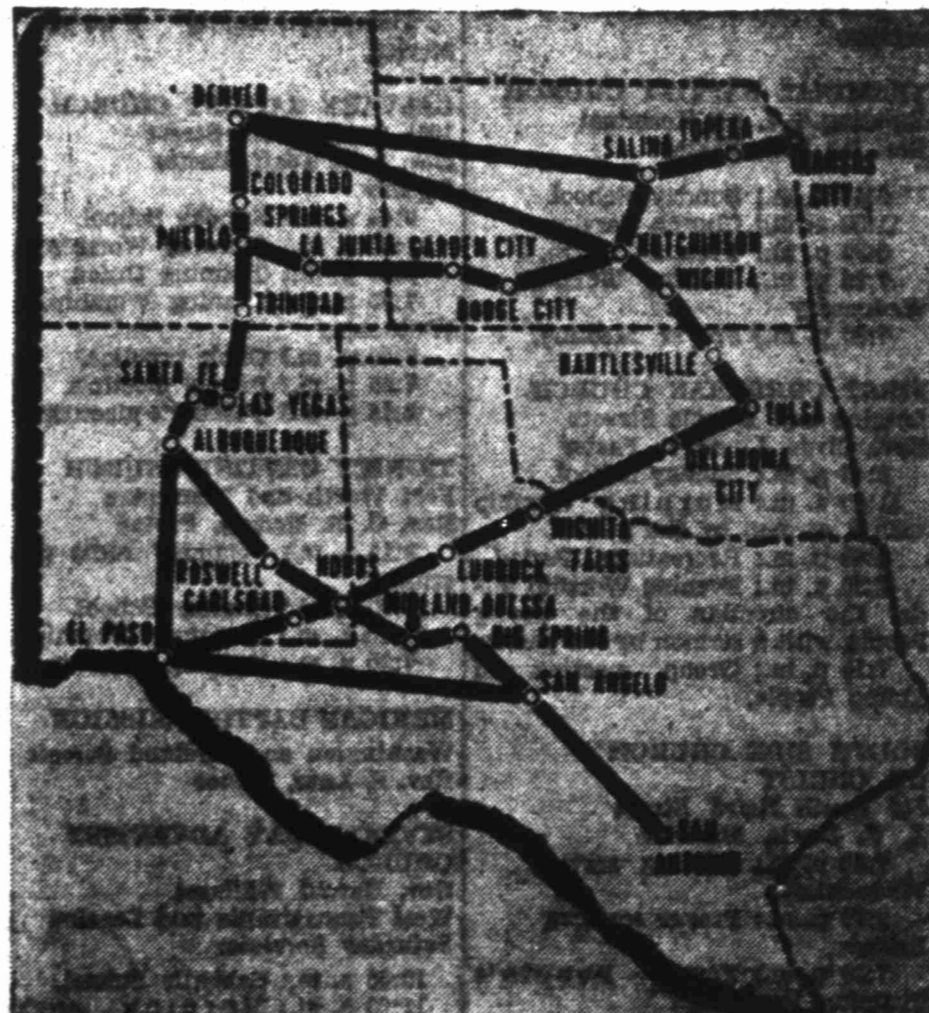 DENVER
TOPEKA
SALINA
KANSAS
CITY
COLORADO
SPRINGS
PUEBLO
LA JUNTA
GARDEN CITY
HUTCHINSON
WICHITA
DODGE CITY
TRINIDAD
BARTLESVILLE
SANTA FE
LAS VEGAS
TULSA
ALBUQUERQUE
OKLAHOMA
CITY
WICHITA
FALLS
ROSWELL
HOBBS
LUBBOCK
CARLSBAD
MIDLAND-ODESSA
EL PASO
BIG SPRING
SAN ANGELO
SAN
ANTONIO